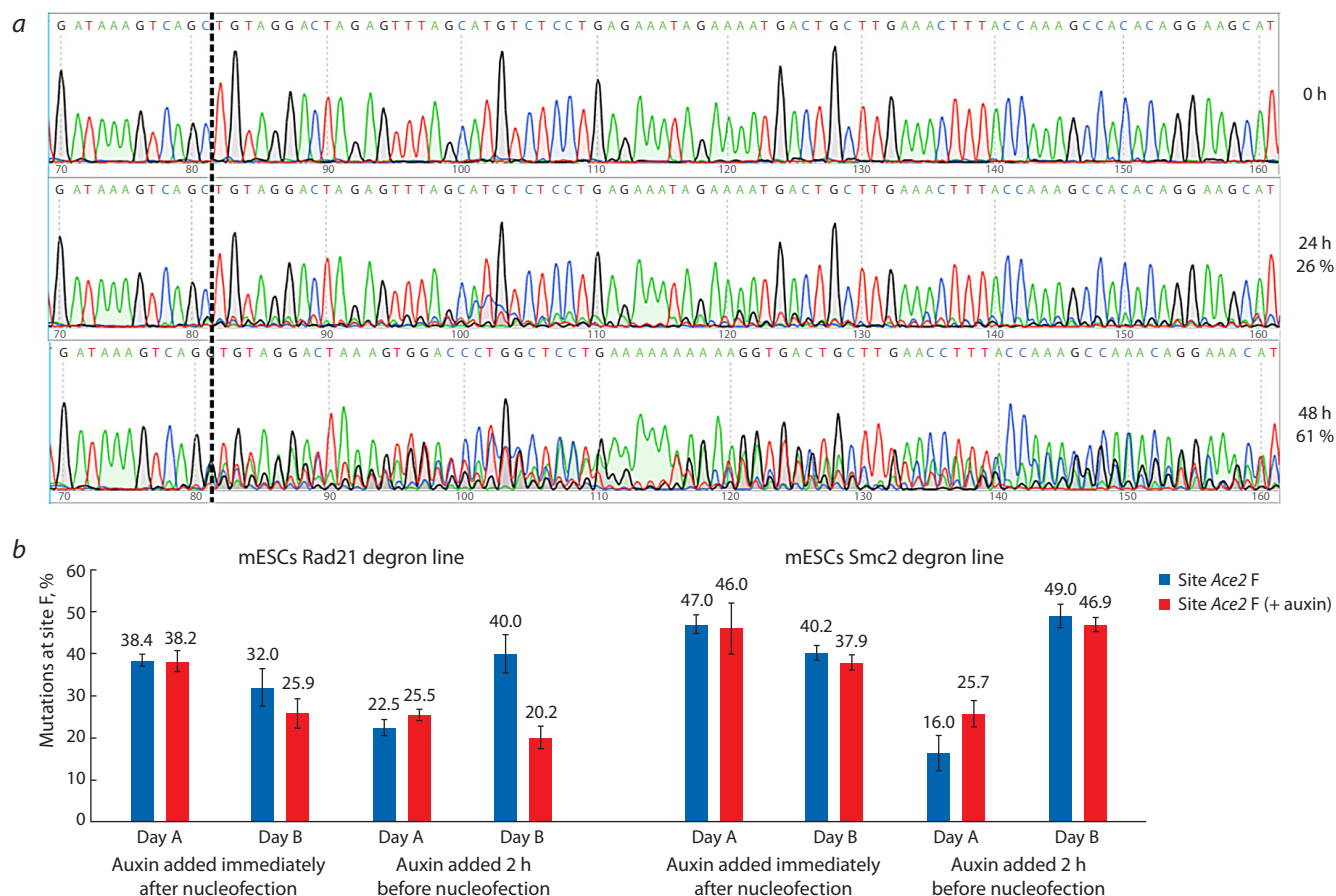 a
G ATAAAGTCAGCTGTAGGACTAGAGTTTAGCATGTCTCCTGAGAAATAGAAAATGACTGCTTGAAACTTTACCAAAGCCACACAGGAAGCAT
0 h
70 80 90 100 110 120 130 140 150 160
G ATAAAGTCAGCTGTAGGACTAGAGTTTAGCATGTCTCCTGAGAAATAGAAAATGACTGCTTGAAACTTTACCAAAGCCACACAGGAAGCAT
24 h
26 %
70 80 90 100 110 120 130 140 150 160
G ATAAAGTCAGCTGTAGGACTAAAGTGGACCCTGGCTCCTGAAAAAAAAAAAGGTGACTGCTTGAACCTTTACCAAAGCCAAACAGGAAACAT
48 h
61 %
70 80 90 100 110 120 130 140 150 160
b
mESCs Rad21 degron line
mESCs Smc2 degron line
Mutations at site F, %
60
50
40
30
20
10
0
38.4 38.2 32.0 25.9 22.5 25.5 40.0 20.2 47.0 46.0 40.2 37.9 16.0 25.7 49.0 46.9
Site Ace2 F
Site Ace2 F (+ auxin)
Day A Day B Day A Day B Day A Day B Day A Day B
Auxin added immediately
after nucleofection
Auxin added 2 h
before nucleofection
Auxin added immediately
after nucleofection
Auxin added 2 h
before nucleofection